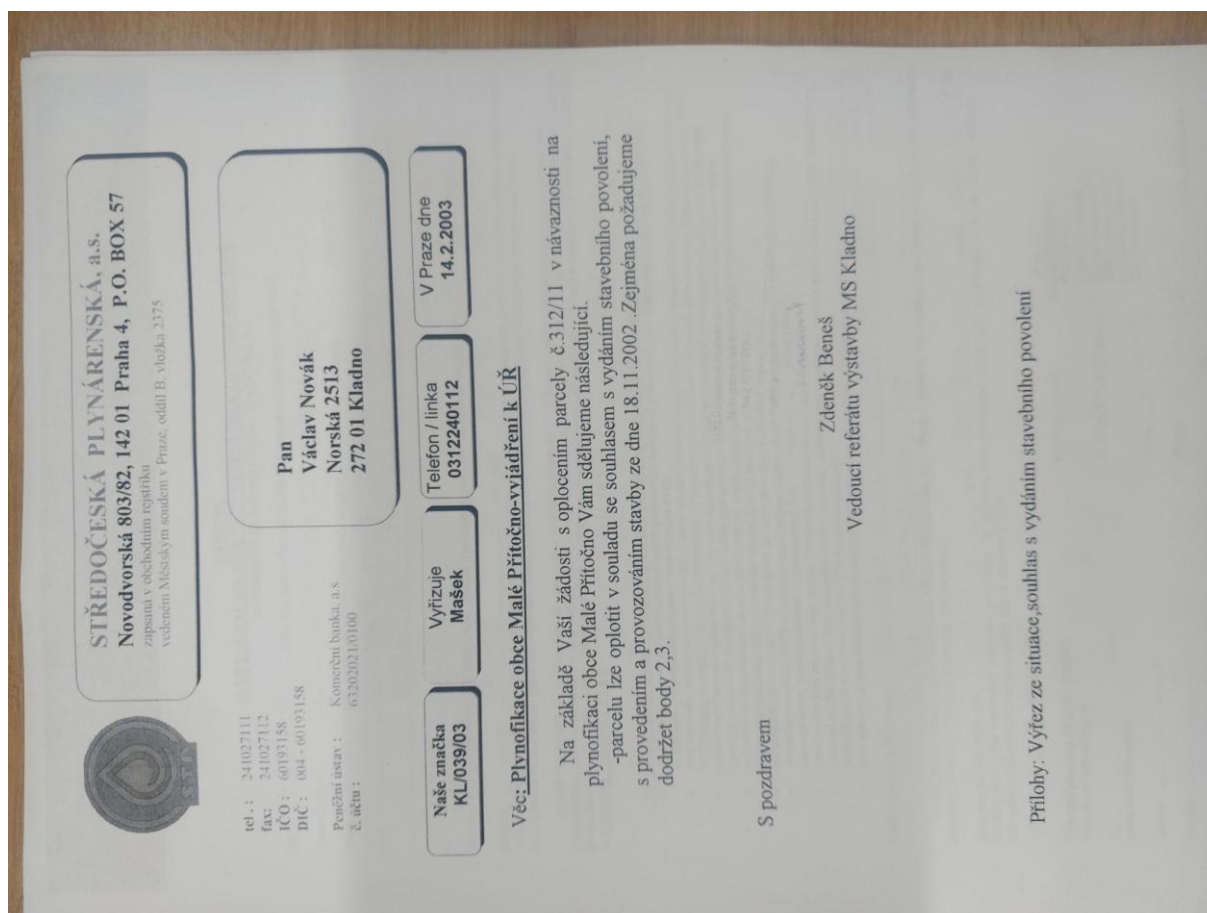 STŘEDOČESKÁ PLYNÁRENSKÁ, a.s.
Novodvorská 803/82, 142 01 Praha 4, P.O. BOX 57
zapsaná v obchodním rejstříku
vedeném Městským soudem v Praze, oddíl B, vložka 2375
tel. : 241027111
fax: 241027112
IČO : 60193158
DIČ : 004 - 60193158
Peněžní ústav : Komerční banka, a.s
č. účtu : 63202021/0100
Pan
Václav Novák
Norská 2513
272 01 Kladno
Naše značka
KL/039/03
Vyřizuje
Mašek
Telefon / linka
0312240112
V Praze dne
14.2.2003
Věc: Plynofikace obce Malé Přítočno-vyjádření k ÚŘ
Na základě Vaší žádosti s oplocením parcely č.312/11 v návaznosti na
plynofikaci obce Malé Přítočno Vám sdělujeme následující.
-parcelu lze oplotit v souladu se souhlasem s vydáním stavebního povolení,
s provedením a provozováním stavby ze dne 18.11.2002 .Zejména požadujeme
dodržet body 2,3.
S pozdravem
Zdeněk Beneš
Vedoucí referátu výstavby MS Kladno
Přílohy: Výřez ze situace,souhlas s vydáním stavebního povolení